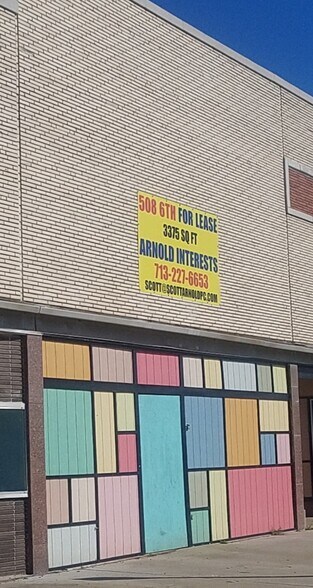 508 6TH FOR LEASE
3375 SQ FT
ARNOLD INTERESTS
713-227-6653
SCOTT@SCOTTARNOLDPC.COM